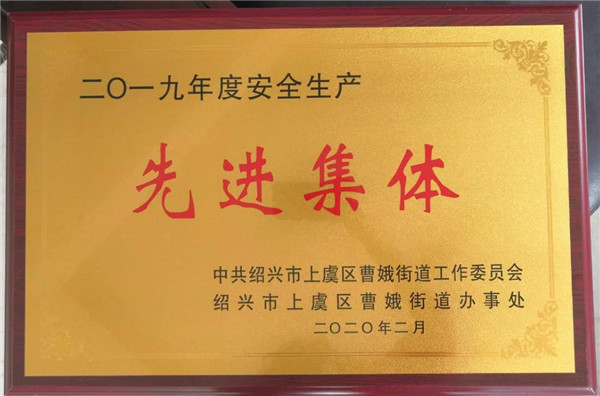 二〇一九年度安全生产
先进集体
中共绍兴市上虞区曹娥街道工作委员会
绍兴市上虞区曹娥街道办事处
二〇二〇年二月